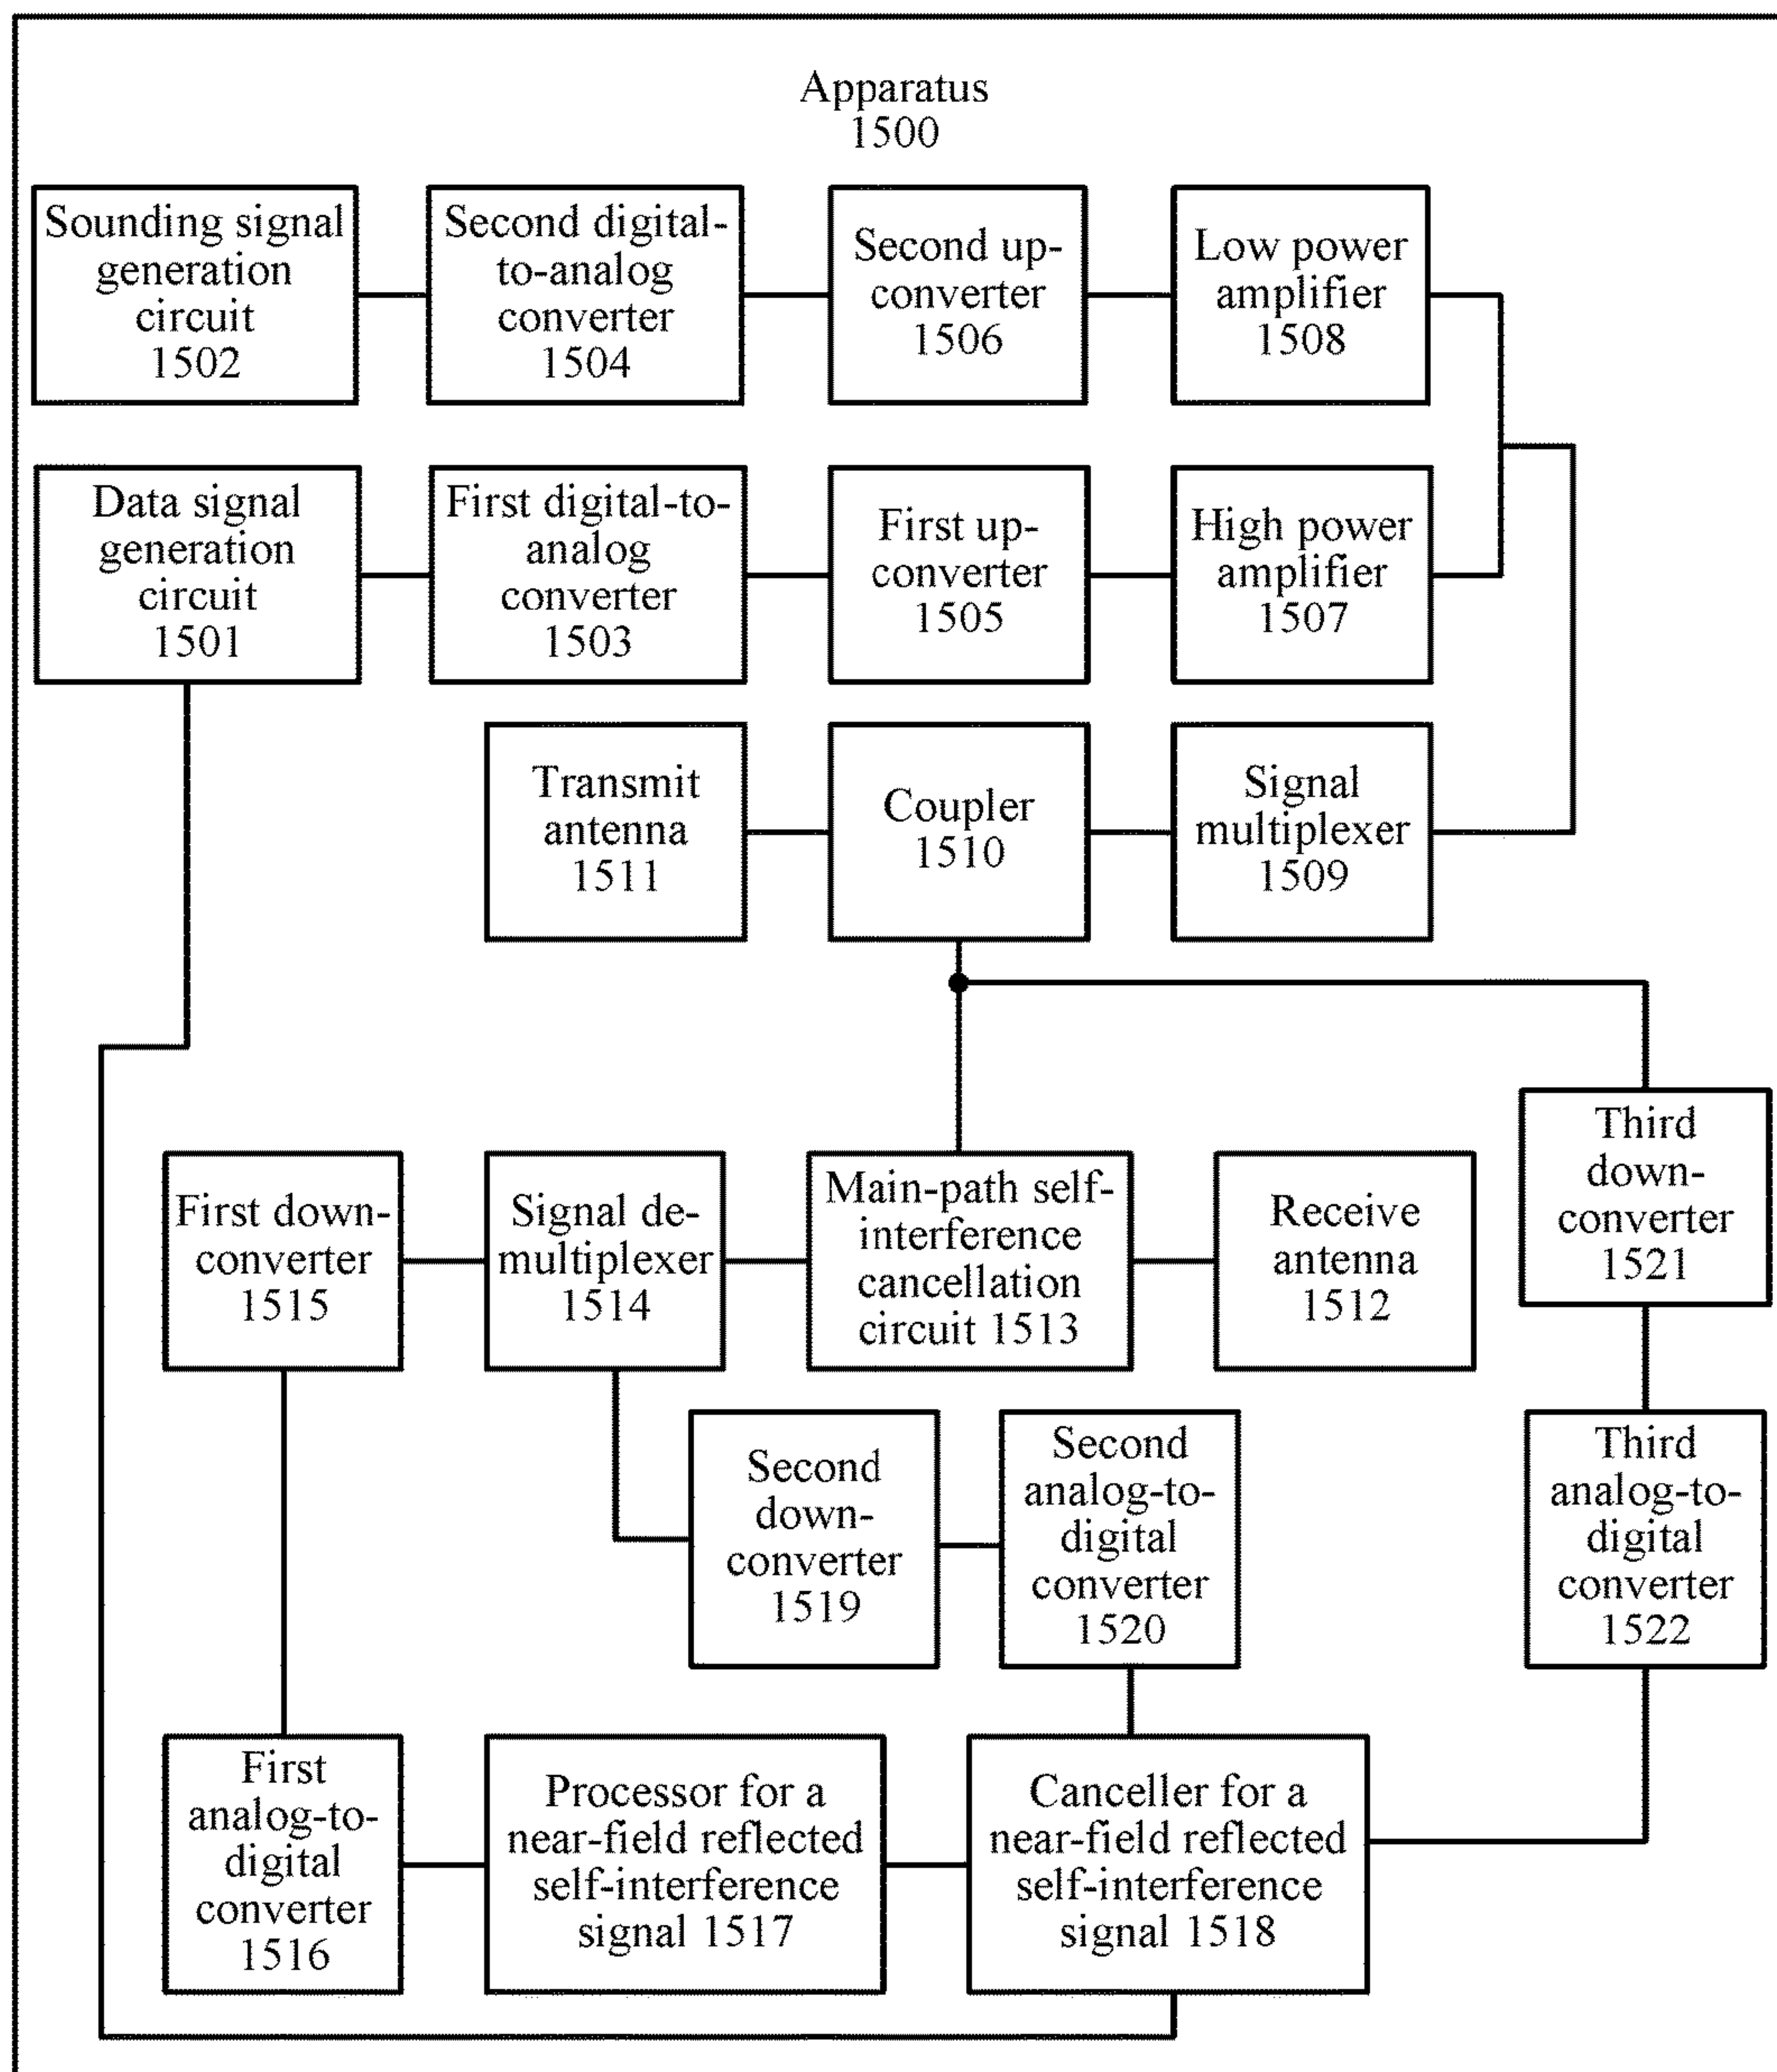 Apparatus
1500
Sounding signal
generation
circuit
1502
Second digital-
to-analog
converter
1504
Second up-
converter
1506
Low power
amplifier
1508
Data signal
generation
circuit
1501
First digital-to-
analog
converter
1503
First up-
converter
1505
High power
amplifier
1507
Transmit
antenna
1511
Coupler
1510
Signal
multiplexer
1509
First down-
converter
1515
Signal de-
multiplexer
1514
Main-path self-
interference
cancellation
circuit 1513
Receive
antenna
1512
Third
down-
converter
1521
Second
down-
converter
1519
Second
analog-to-
digital
converter
1520
Third
analog-to-
digital
converter
1522
First
analog-to-
digital
converter
1516
Processor for a
near-field reflected
self-interference
signal 1517
Canceller for a
near-field reflected
self-interference
signal 1518